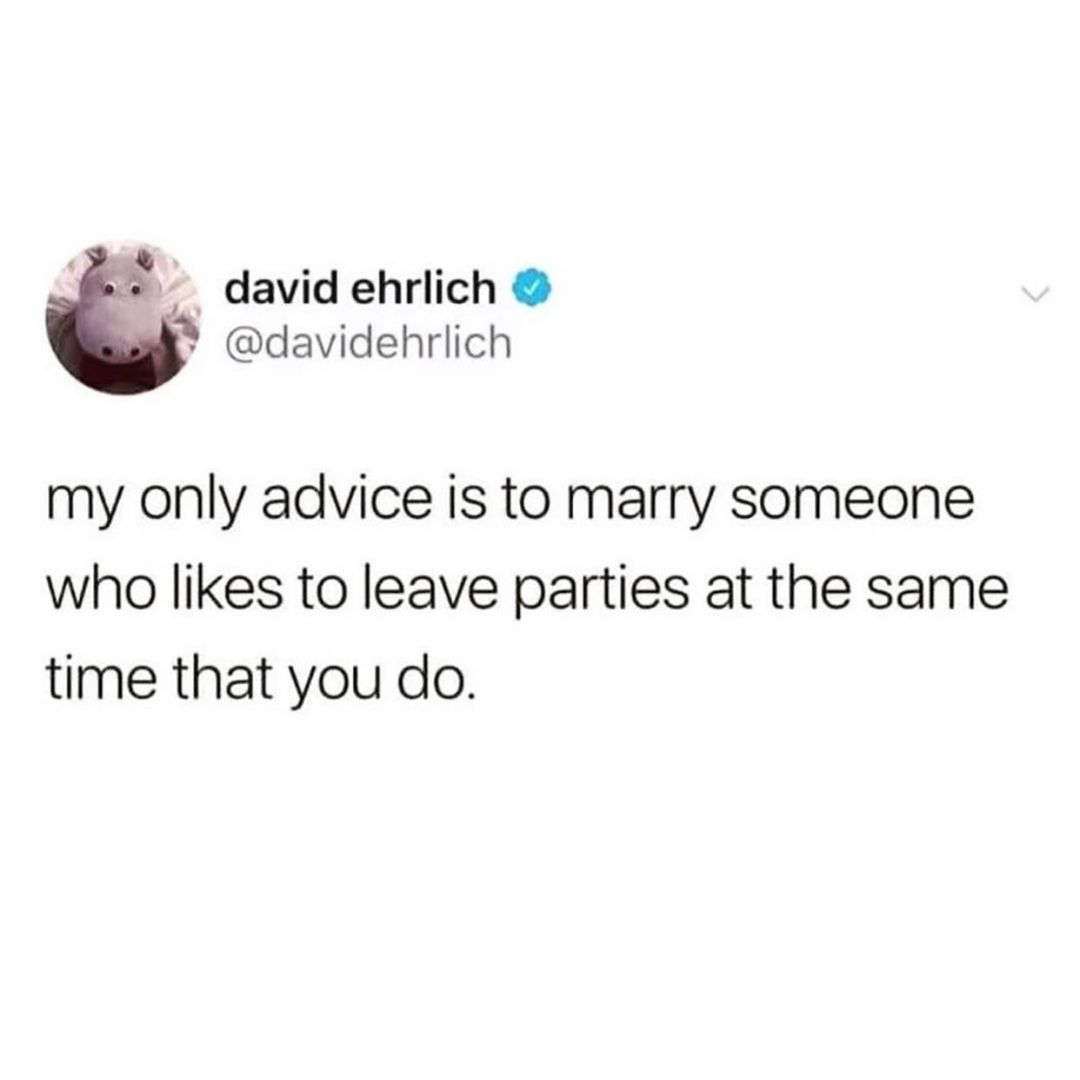 david ehrlich
@davidehrlich
my only advice is to marry someone
who likes to leave parties at the same
time that you do.